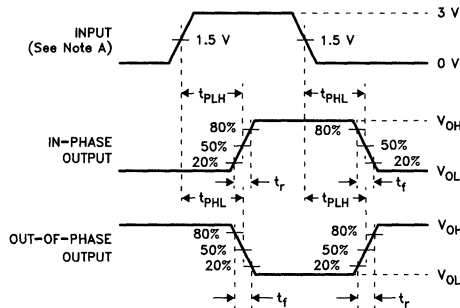 3 V
INPUT
(See Note A)
1.5 V 1.5 V
0 V
tPLH tPHL
80% 80% VOH
IN-PHASE
OUTPUT
50% 50%
20% 20%
VOL
tr tf
tPHL tPLH
VOH
80% 80%
OUT-OF-PHASE
OUTPUT
50% 50%
20% 20%
VOL
tf tr